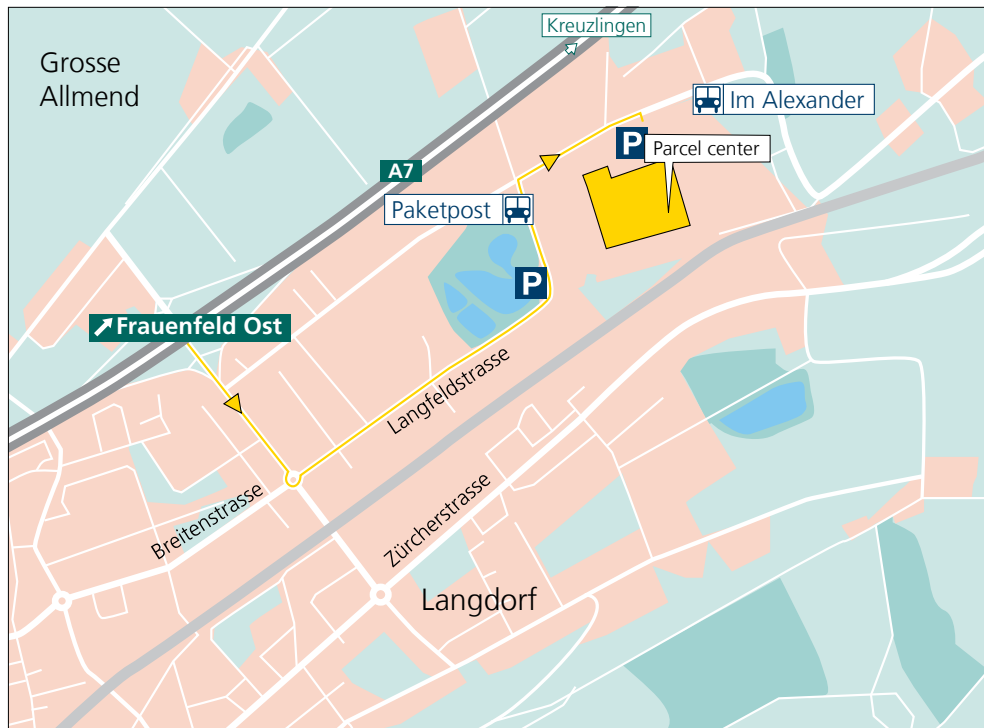 Kreuzlingen
Grosse
Allmend
Im Alexander
P
Parcel center
A7
Paketpost
P
Frauenfeld Ost
Langfeldstrasse
Breitenstrasse
Zürcherstrasse
Langdorf